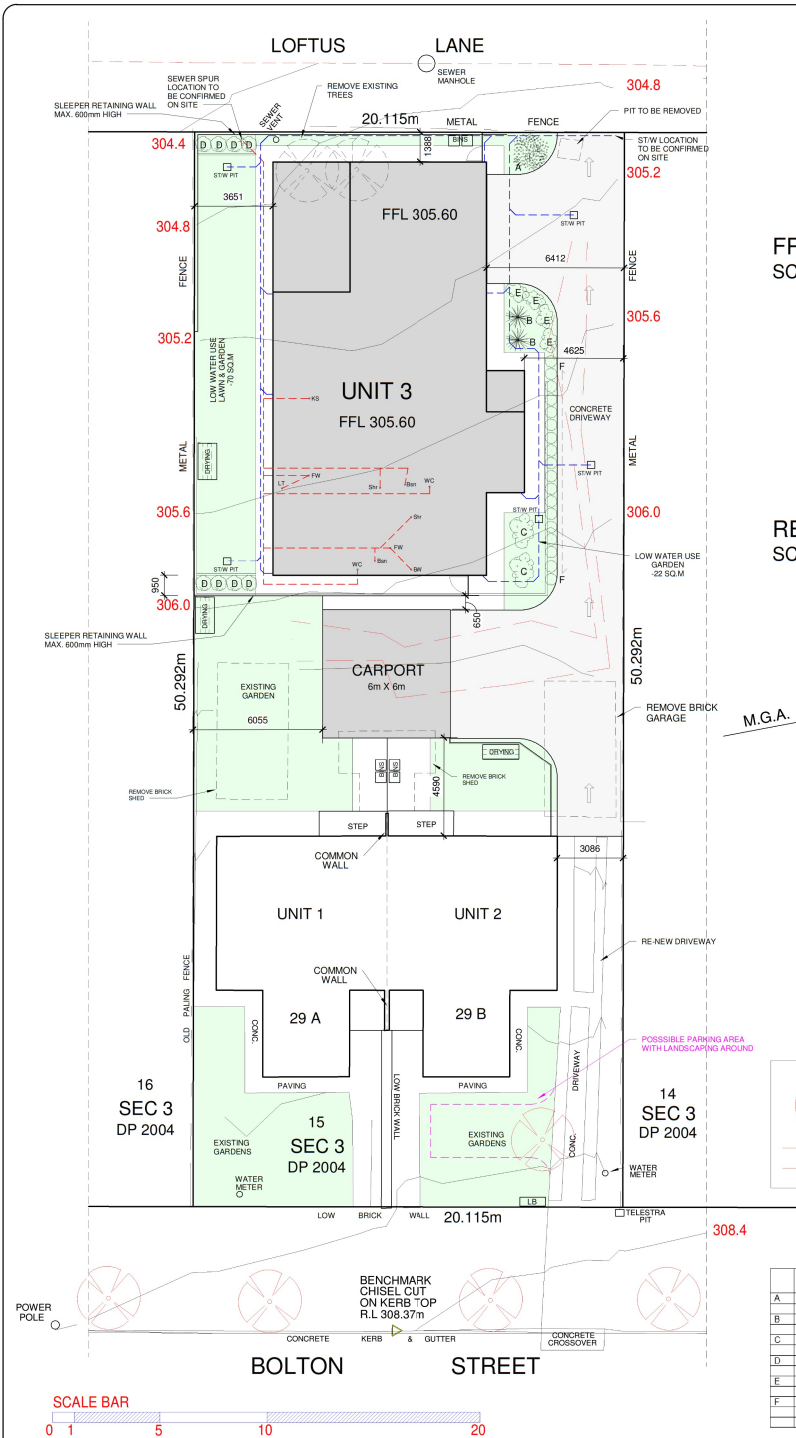 LOFTUS LANE
SEWER
MANHOLE
304.8
SEWER SPUR
LOCATION TO
BE CONFIRMED
ON SITE
REMOVE EXISTING
TREES
SLEEPER RETAINING WALL
MAX. 600mm HIGH
SEWER
VENT
20.115m
METAL FENCE
PIT TO BE REMOVED
304.4
D D D D
BINS
1388
A
ST/W LOCATION
TO BE CONFIRMED
ON SITE
ST/W PIT
305.2
3651
FFL 305.60
ST/W PIT
304.8
6412
FENCE
FENCE
E
E
B E
B E
305.6
305.2
LOW WATER USE
LAWN & GARDEN
-70 SQ.M
4625
F
UNIT 3
KS
FFL 305.60
CONCRETE
DRIVEWAY
METAL
METAL
DRYING
LT
FW
Shr
Bsn
WC
ST/W PIT
305.6
306.0
ST/W PIT
Shr
C
FW
Bsn
BW
WC
C
ST/W PIT
LOW WATER USE
GARDEN
-22 SQ.M
950
D D D D
F
306.0
DRYING
650
SLEEPER RETAINING WALL
MAX. 600mm HIGH
50.292m
50.292m
CARPORT
6m X 6m
EXISTING
GARDEN
6055
REMOVE BRICK
GARAGE
M.G.A.
DRYING
BINS
BINS
REMOVE BRICK
SHED
4590
REMOVE BRICK
SHED
STEP
STEP
COMMON
WALL
3086
UNIT 1
UNIT 2
RE-NEW DRIVEWAY
OLD PALING FENCE
COMMON
WALL
29 A
29 B
CONC.
CONC.
POSSSIBLE PARKING AREA
WITH LANDSCAPING AROUND
PAVING
PAVING
LOW BRICK WALL
DRIVEWAY
CONC.
16
SEC 3
DP 2004
15
SEC 3
DP 2004
14
SEC 3
DP 2004
EXISTING
GARDENS
EXISTING
GARDENS
WATER
METER
WATER
METER
LB
LOW BRICK WALL
20.115m
TELESTRA
PIT
308.4
BENCHMARK
CHISEL CUT
ON KERB TOP
R.L 308.37m
POWER
POLE
CONCRETE KERB & GUTTER
CONCRETE
CROSSOVER
BOLTON STREET
SCALE BAR
0 1 5 10 20
SC
SC
A
B
C
D
E
F